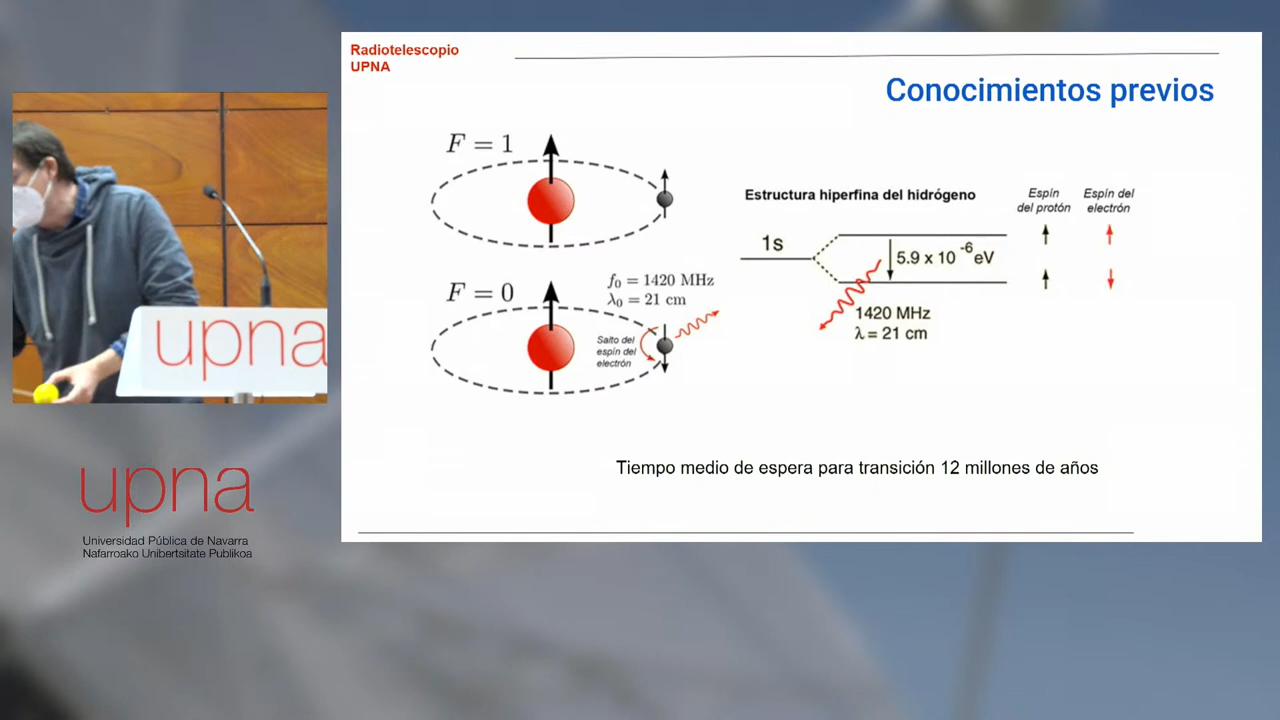 Radiotelescopio
UPNA
Conocimientos previos
F = 1
Estructura hiperfina del hidrógeno
Espín
del protón
Espín del
electrón
1s
5.9 x 10 -6 eV
1420 MHz
λ = 21 cm
F = 0
f₀ = 1420 MHz
λ₀ = 21 cm
Salto del
espín del
electrón
Tiempo medio de espera para transición 12 millones de años
upna
upna
Universidad Pública de Navarra
Nafarroako Unibertsitate Publikoa